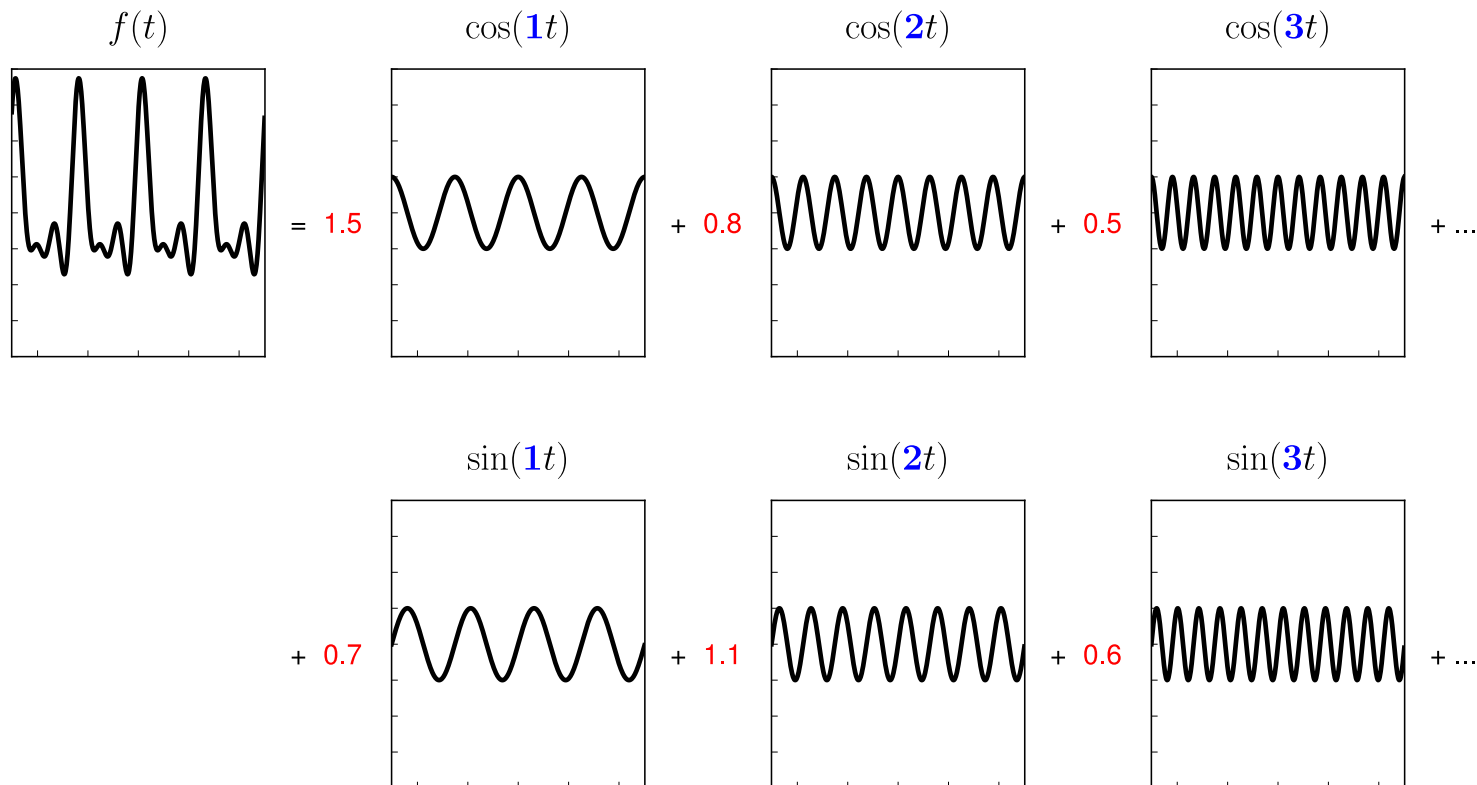 f(t) cos(1t) cos(2t) cos(3t)
= 1.5 + 0.8 + 0.5 + ...
sin(1t) sin(2t) sin(3t)
+ 0.7 + 1.1 + 0.6 + ...